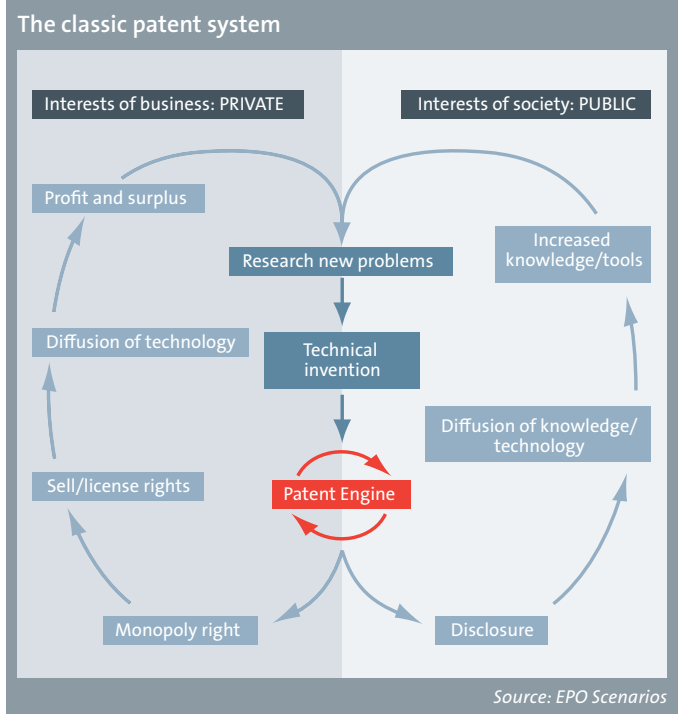 The classic patent system
Interests of business: PRIVATE
Interests of society: PUBLIC
Profit and surplus
Increased
knowledge/tools
Research new problems
Diffusion of technology
Technical
invention
Diffusion of knowledge/
technology
Sell/license rights
Patent Engine
Monopoly right
Disclosure
Source: EPO Scenarios